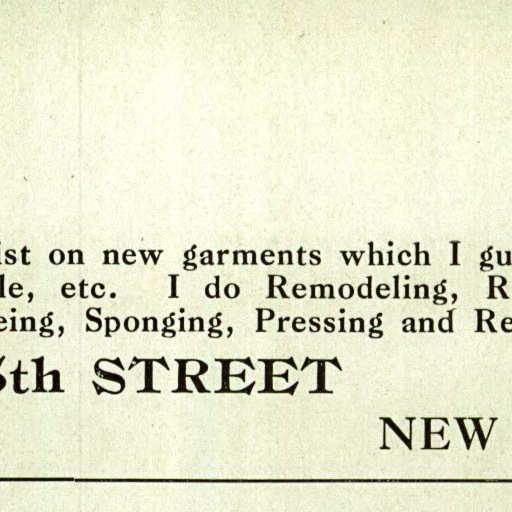 ist on new garments which I gu
le, etc. I do Remodeling, R
eing, Sponging, Pressing and Re
5th STREET
NEW